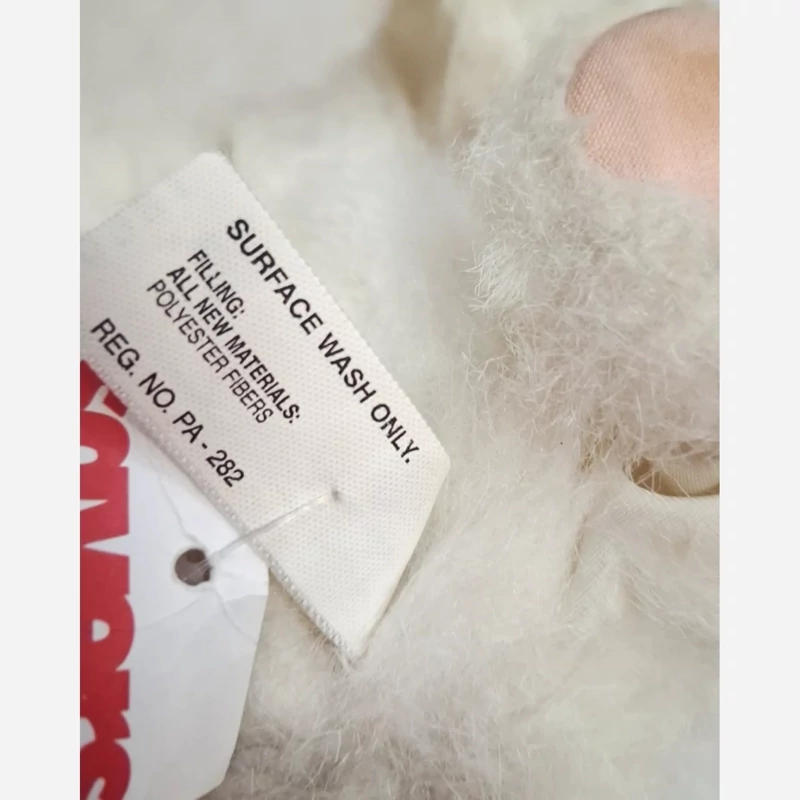 SURFACE WASH ONLY.
FILLING:
ALL NEW MATERIALS:
POLYESTER FIBERS
REG. NO. PA - 282